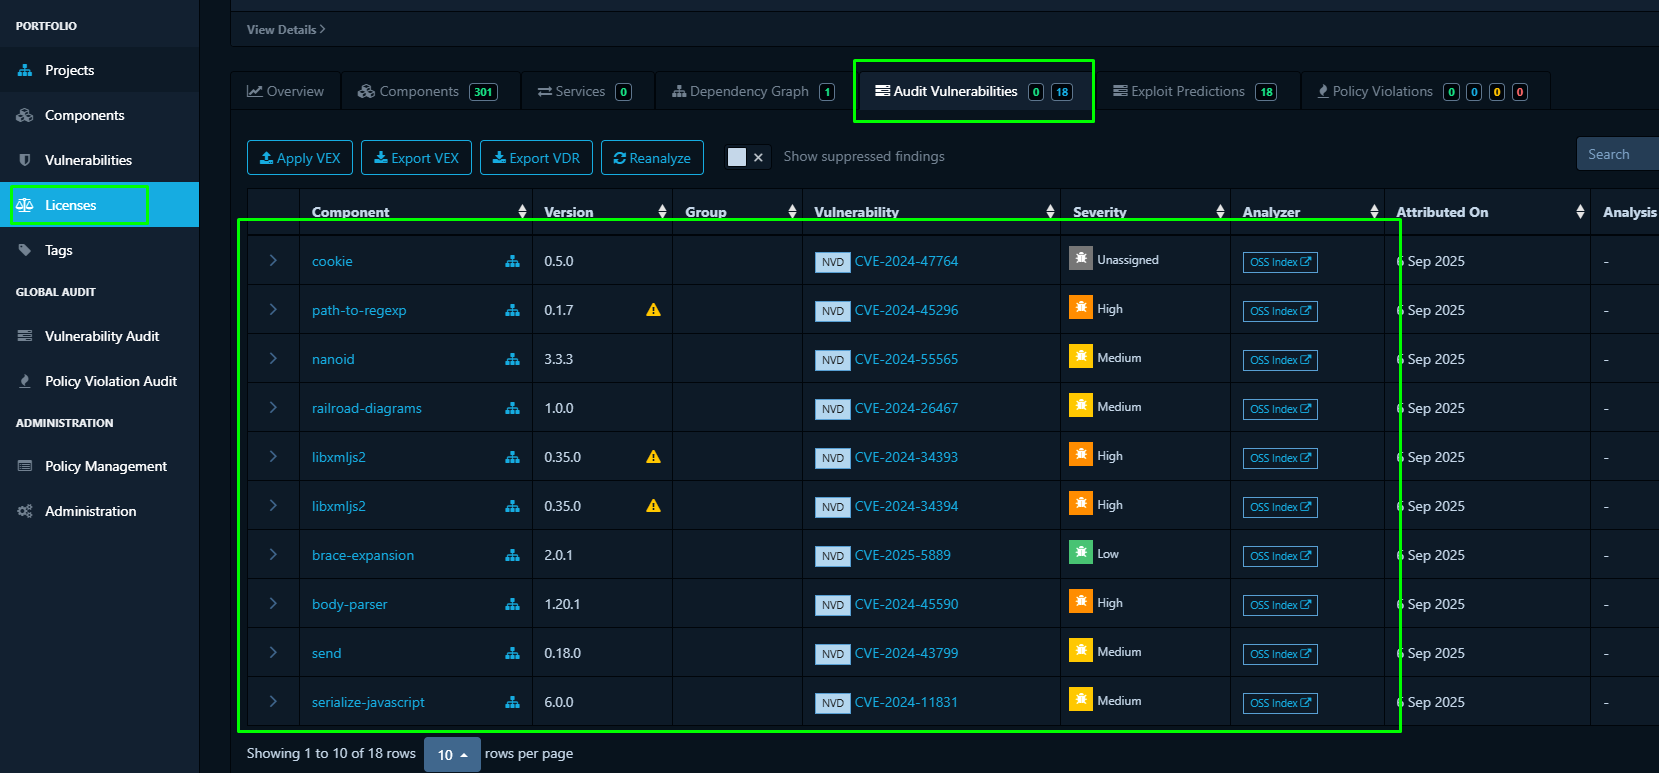 PORTFOLIO
Projects
Components
Vulnerabilities
Licenses
Tags
GLOBAL AUDIT
Vulnerability Audit
Policy Violation Audit
ADMINISTRATION
Policy Management
Administration
View Details >
Overview Components 301 Services 0 Dependency Graph 1 Audit Vulnerabilities 0 18 Exploit Predictions 18 Policy Violations 0 0 0 0
Apply VEX Export VEX Export VDR Reanalyze Show suppressed findings Search
Component Version Group Vulnerability Severity Analyzer Attributed On Analysis
cookie 0.5.0 NVD CVE-2024-47764 Unassigned OSS Index 6 Sep 2025 -
path-to-regexp 0.1.7 NVD CVE-2024-45296 High OSS Index 6 Sep 2025 -
nanoid 3.3.3 NVD CVE-2024-55565 Medium OSS Index 6 Sep 2025 -
railroad-diagrams 1.0.0 NVD CVE-2024-26467 Medium OSS Index 6 Sep 2025 -
libxmljs2 0.35.0 NVD CVE-2024-34393 High OSS Index 6 Sep 2025 -
libxmljs2 0.35.0 NVD CVE-2024-34394 High OSS Index 6 Sep 2025 -
brace-expansion 2.0.1 NVD CVE-2025-5889 Low OSS Index 6 Sep 2025 -
body-parser 1.20.1 NVD CVE-2024-45590 High OSS Index 6 Sep 2025 -
send 0.18.0 NVD CVE-2024-43799 Medium OSS Index 6 Sep 2025 -
serialize-javascript 6.0.0 NVD CVE-2024-11831 Medium OSS Index 6 Sep 2025 -
Showing 1 to 10 of 18 rows 10 rows per page